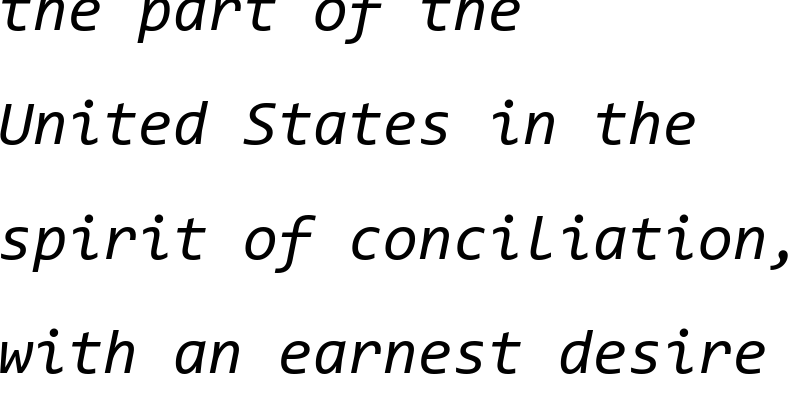 the part of the
United States in the
spirit of conciliation,
with an earnest desire